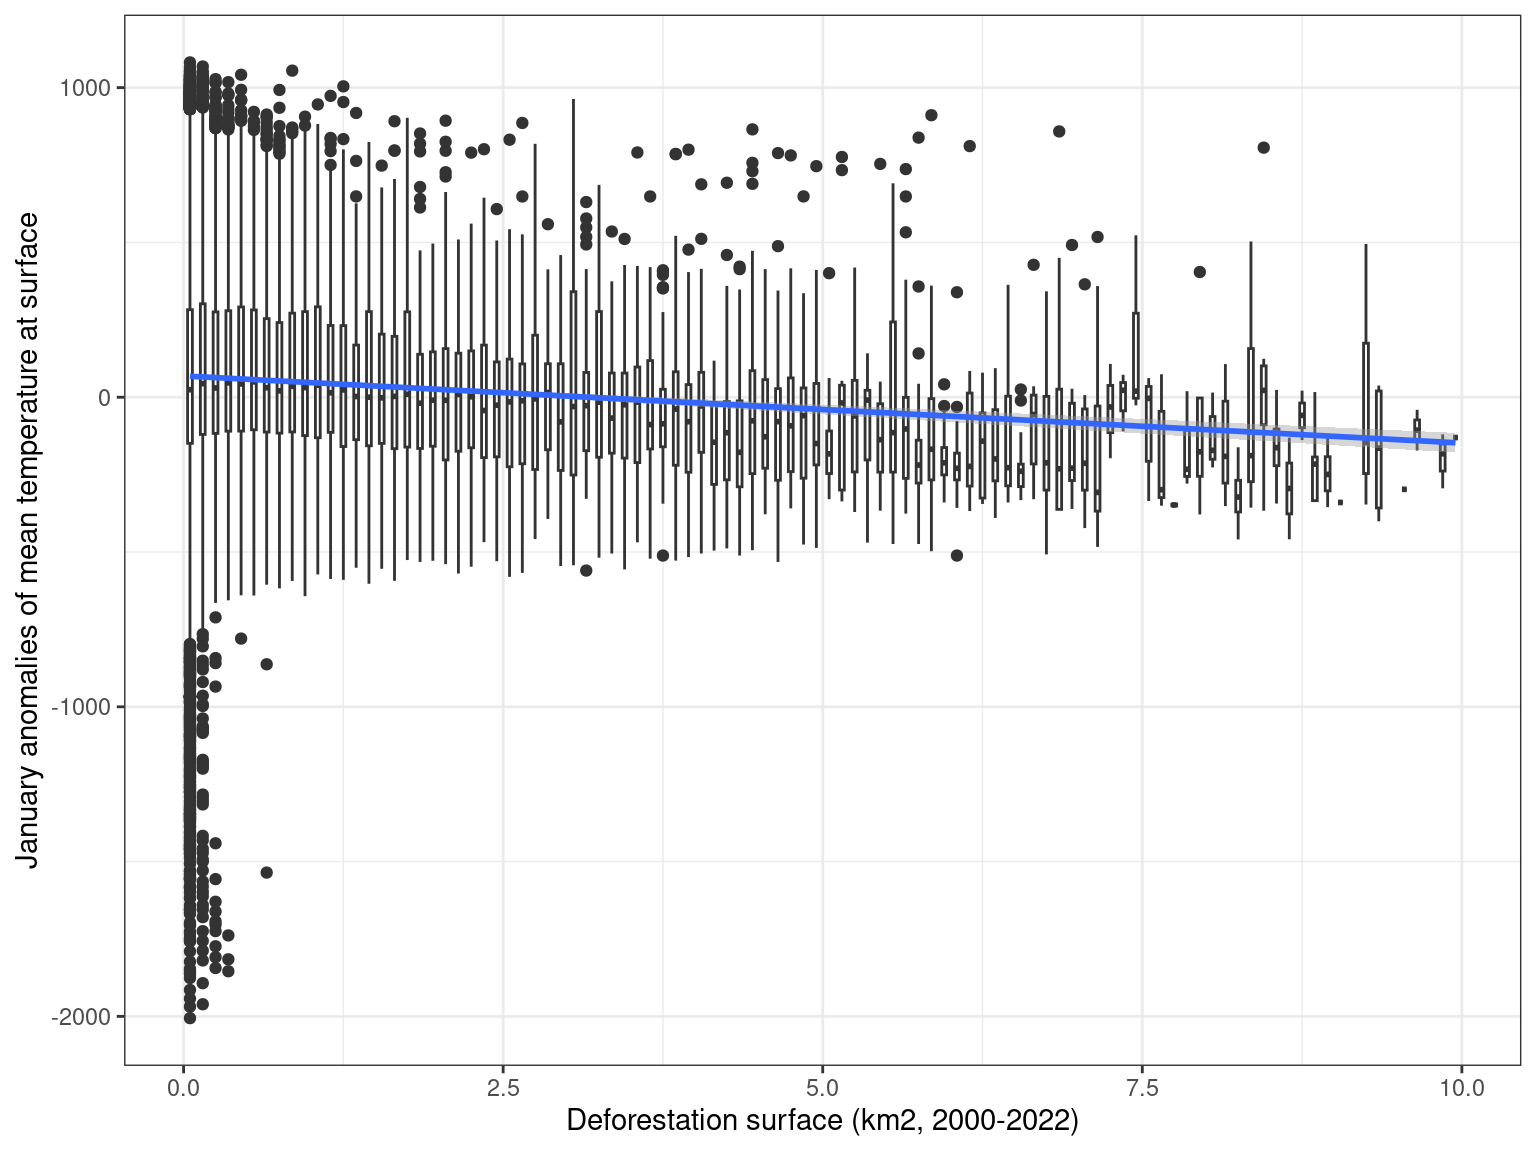 January anomalies of mean temperature at surface
1000
0
-1000
-2000
0.0 2.5 5.0 7.5 10.0
Deforestation surface (km2, 2000-2022)